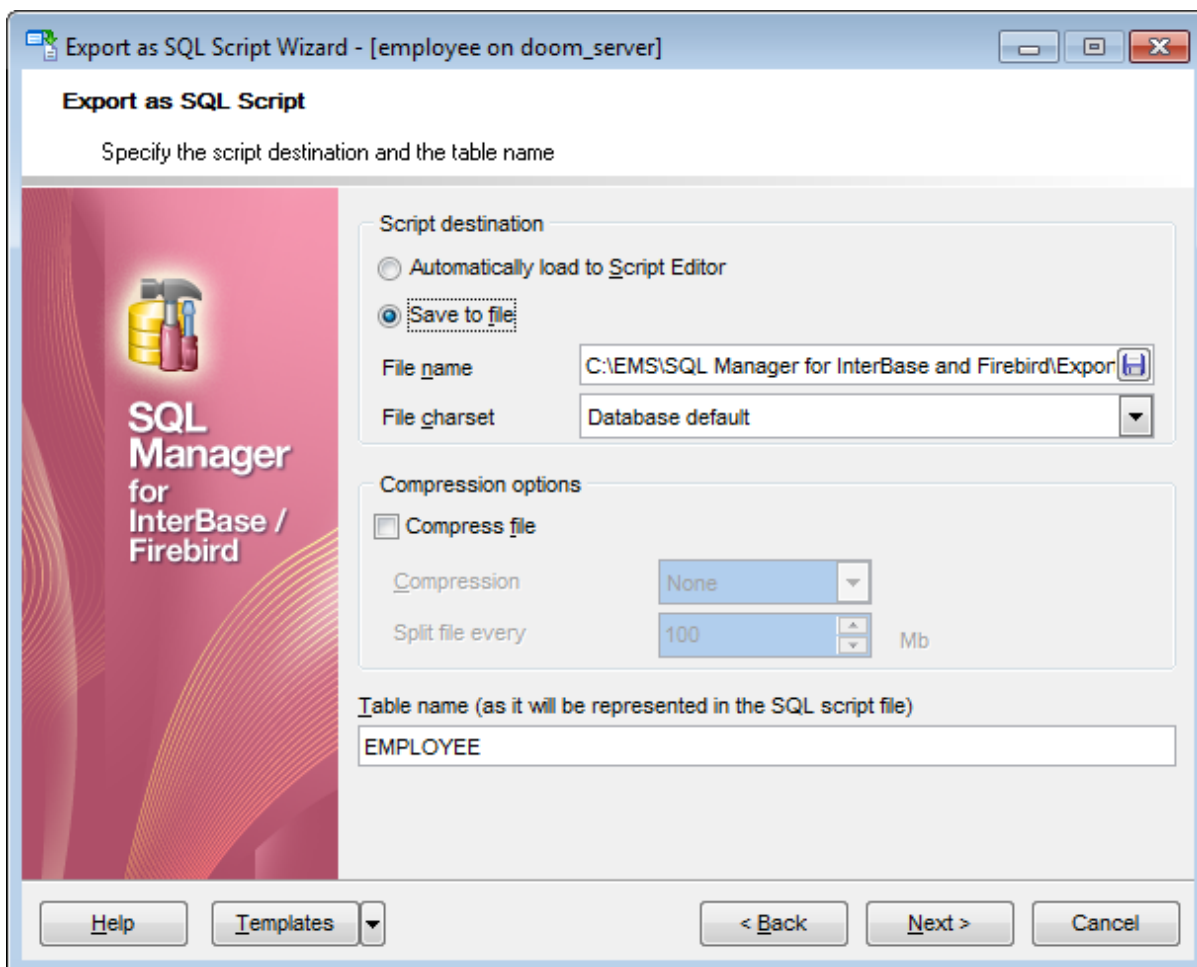 Export as SQL Script Wizard - [employee on doom_server]
Export as SQL Script
Specify the script destination and the table name
SQL
Manager
for
InterBase /
Firebird
Script destination
Automatically load to Script Editor
Save to file
File name C:\EMS\SQL Manager for InterBase and Firebird\Expor
File charset Database default
Compression options
Compress file
Compression None
Split file every 100 Mb
Table name (as it will be represented in the SQL script file)
EMPLOYEE
Help Templates < Back Next > Cancel